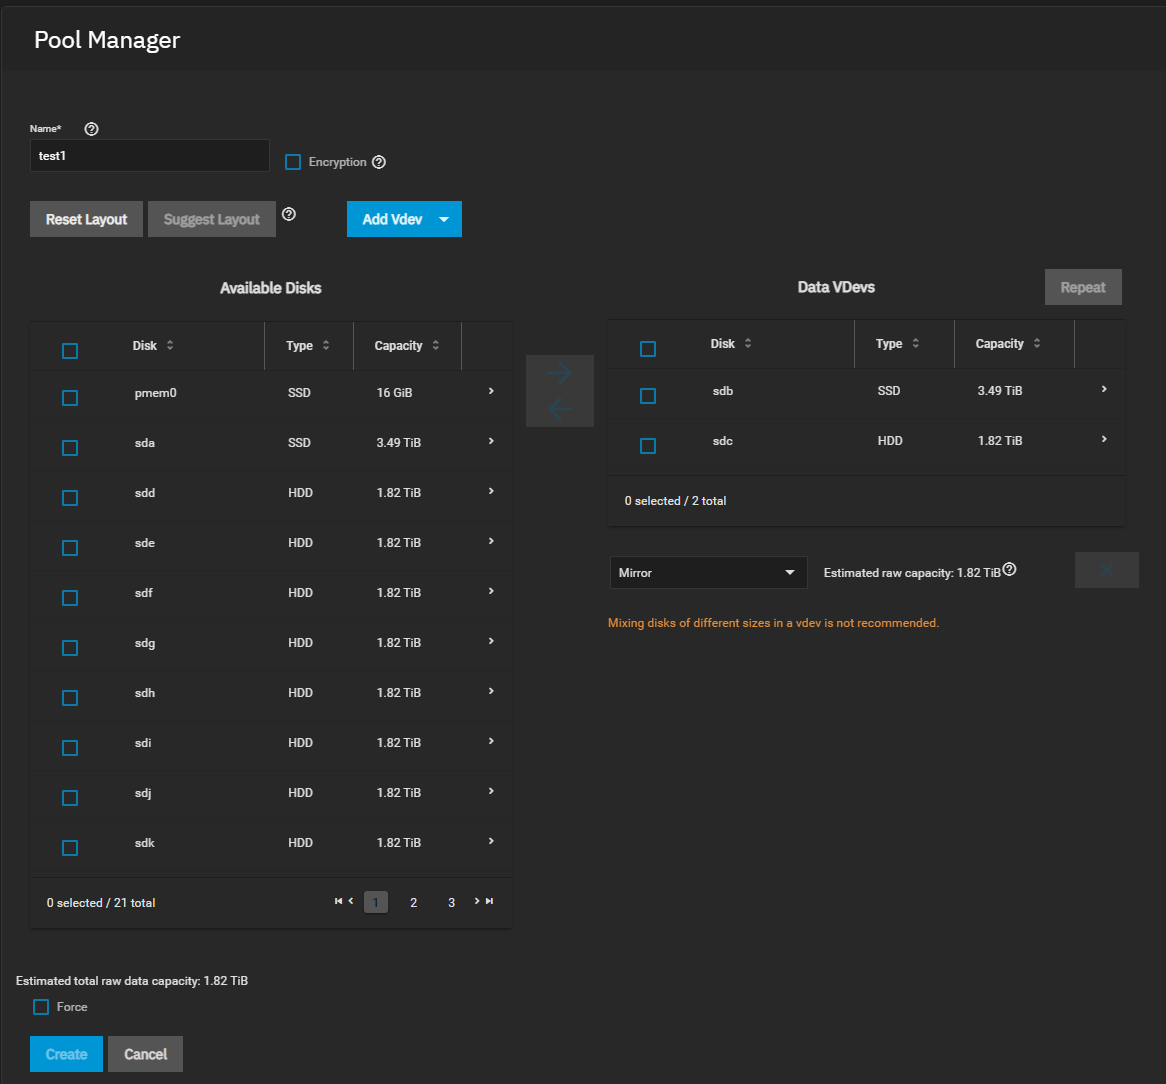 Pool Manager
Name*
test1
Encryption
Reset Layout
Suggest Layout
Add Vdev
Available Disks
Disk Type Capacity
pmem0 SSD 16 GiB
sda SSD 3.49 TiB
sdd HDD 1.82 TiB
sde HDD 1.82 TiB
sdf HDD 1.82 TiB
sdg HDD 1.82 TiB
sdh HDD 1.82 TiB
sdi HDD 1.82 TiB
sdj HDD 1.82 TiB
sdk HDD 1.82 TiB
0 selected / 21 total
1 2 3
Data VDevs
Repeat
Disk Type Capacity
sdb SSD 3.49 TiB
sdc HDD 1.82 TiB
0 selected / 2 total
Mirror
Estimated raw capacity: 1.82 TiB
Mixing disks of different sizes in a vdev is not recommended.
Estimated total raw data capacity: 1.82 TiB
Force
Create
Cancel